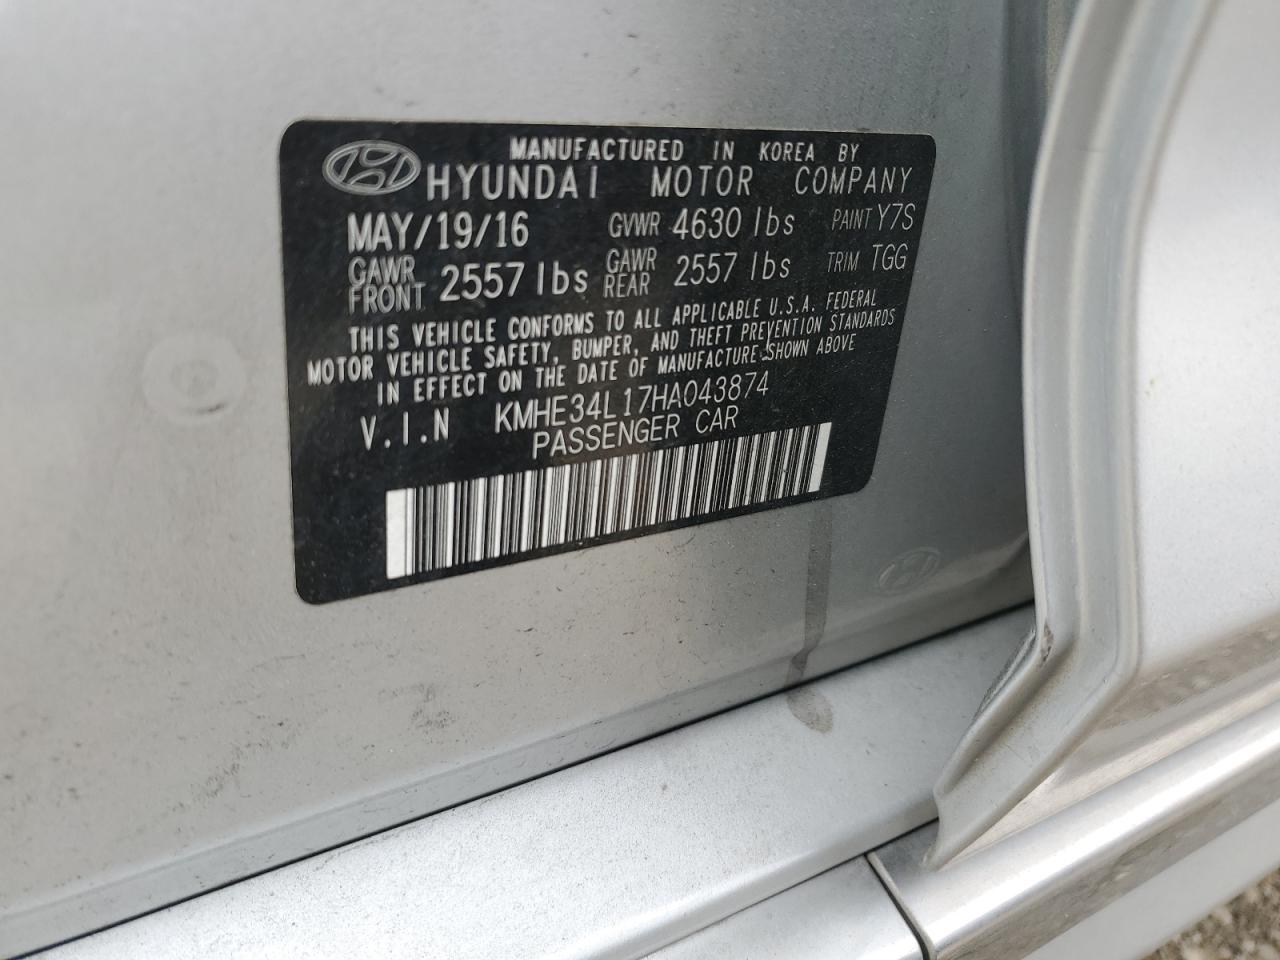 MANUFACTURED IN KOREA BY
HYUNDAI MOTOR COMPANY
MAY/19/16 GVWR 4630 lbs PAINT Y7S
GAWR FRONT 2557 lbs GAWR REAR 2557 lbs TRIM TGG
THIS VEHICLE CONFORMS TO ALL APPLICABLE U.S.A. FEDERAL
MOTOR VEHICLE SAFETY, BUMPER, AND THEFT PREVENTION STANDARDS
IN EFFECT ON THE DATE OF MANUFACTURE SHOWN ABOVE
V.I.N KMHE34L17HA043874
PASSENGER CAR